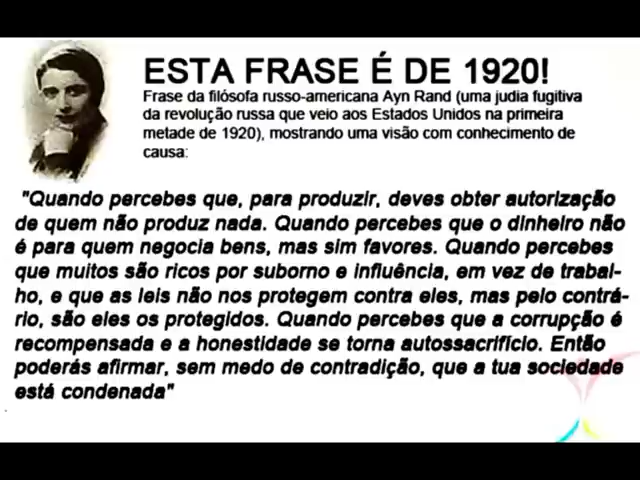 ESTA FRASE É DE 1920!
Frase da filósofa russo-americana Ayn Rand (uma judia fugitiva
da revolução russa que veio aos Estados Unidos na primeira
metade de 1920), mostrando uma visão com conhecimento de
causa:
"Quando percebes que, para produzir, deves obter autorização
de quem não produz nada. Quando percebes que o dinheiro não
é para quem negocia bens, mas sim favores. Quando percebes
que muitos são ricos por suborno e influência, em vez de trabal-
ho, e que as leis não nos protegem contra eles, mas pelo contrá-
rio, são eles os protegidos. Quando percebes que a corrupção é
recompensada e a honestidade se torna autossacrifício. Então
poderás afirmar, sem medo de contradição, que a tua sociedade
está condenada"